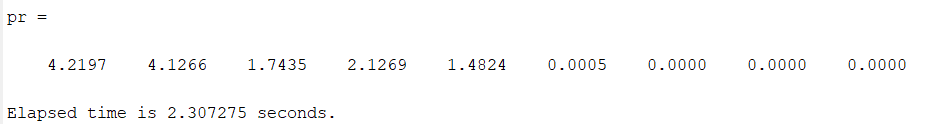 pr =
4.2197 4.1266 1.7435 2.1269 1.4824 0.0005 0.0000 0.0000 0.0000
Elapsed time is 2.307275 seconds.